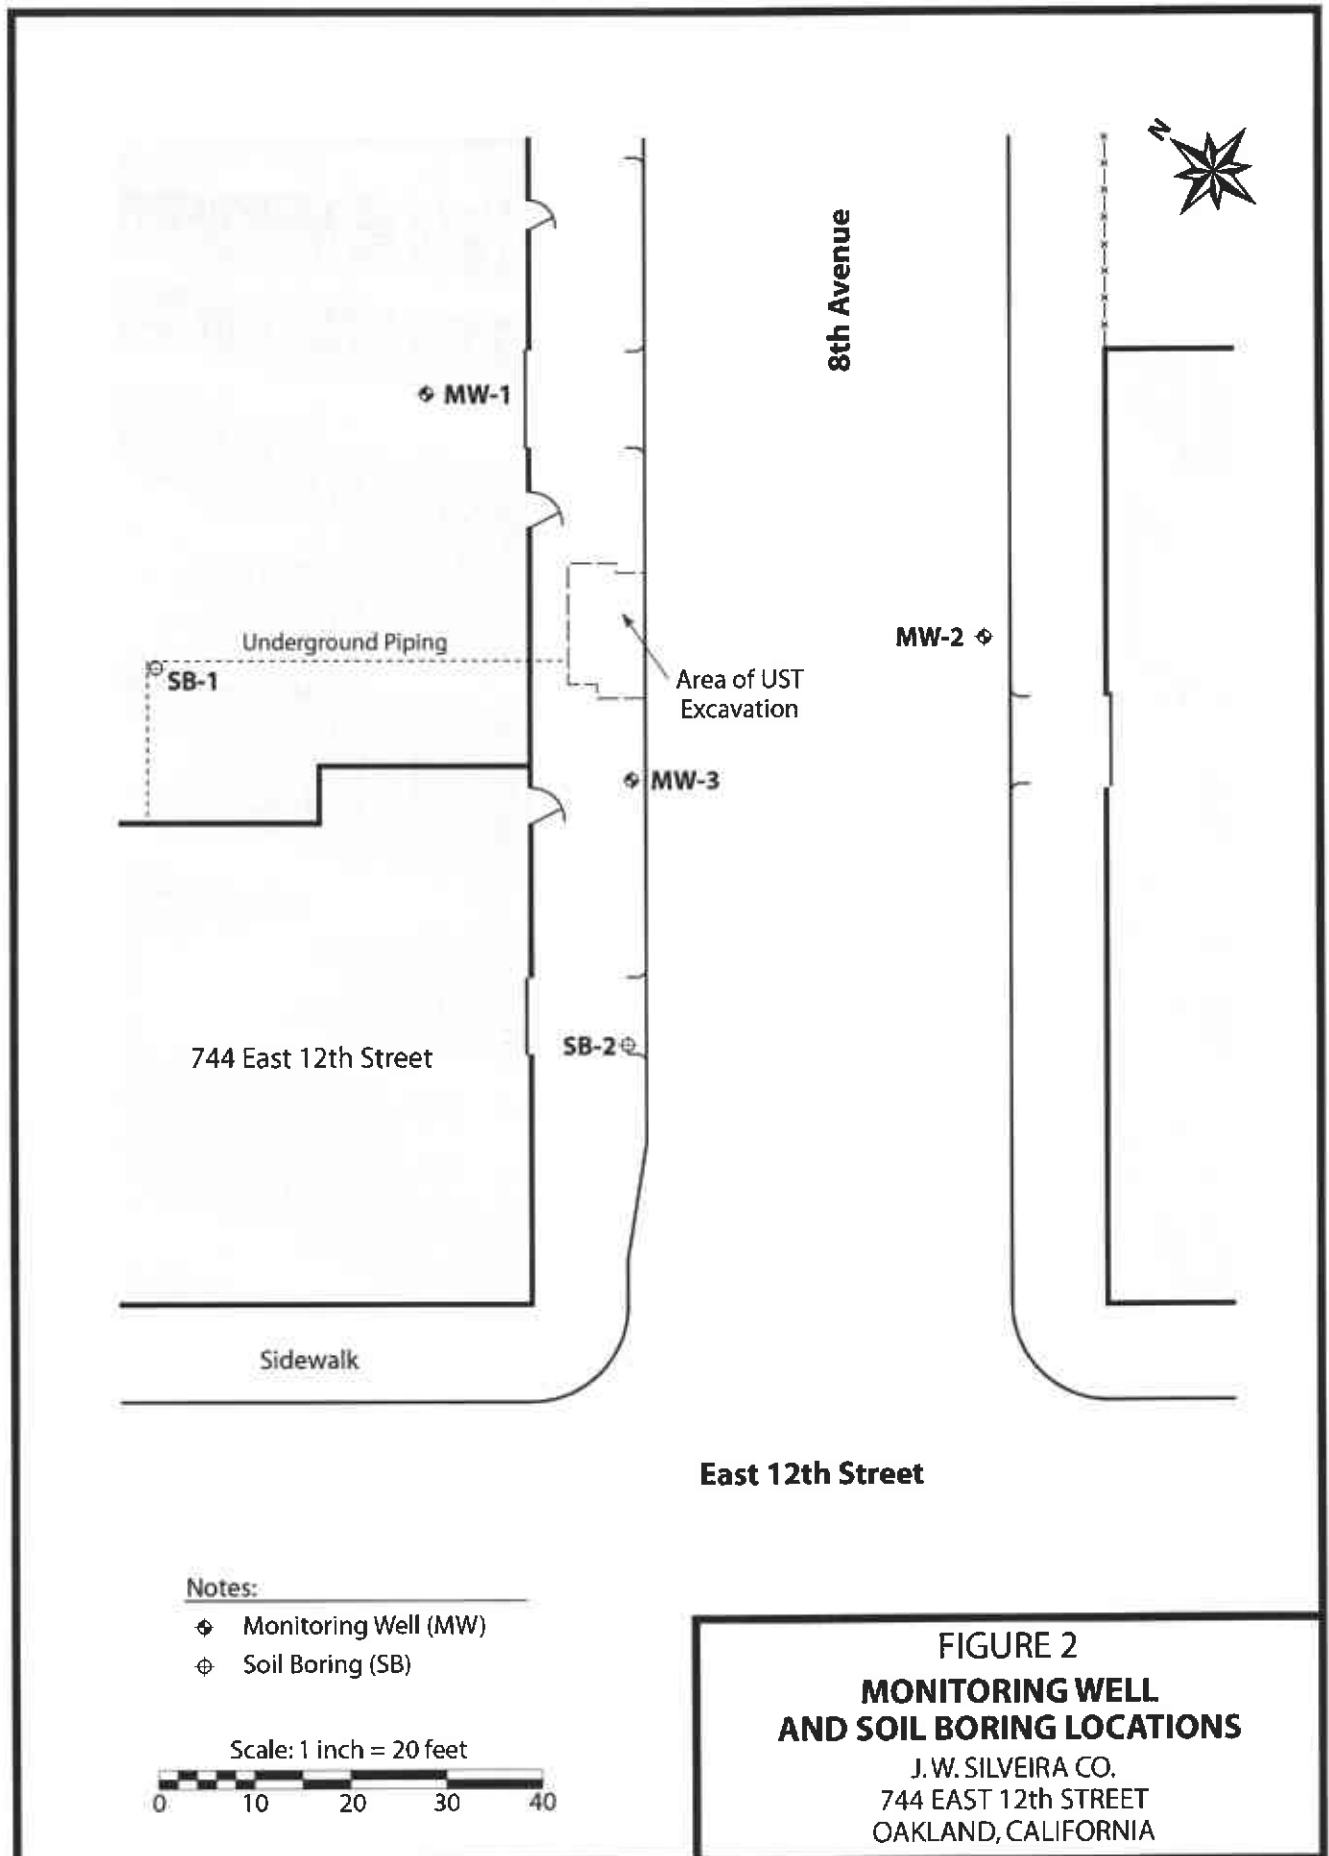 N
8th Avenue
MW-1
Underground Piping
SB-1
MW-2
Area of UST
Excavation
MW-3
SB-2
744 East 12th Street
Sidewalk
East 12th Street
Notes:
Monitoring Well (MW)
Soil Boring (SB)
Scale: 1 inch = 20 feet
0 10 20 30 40
FIGURE 2
MONITORING WELL
AND SOIL BORING LOCATIONS
J. W. SILVEIRA CO.
744 EAST 12th STREET
OAKLAND, CALIFORNIA